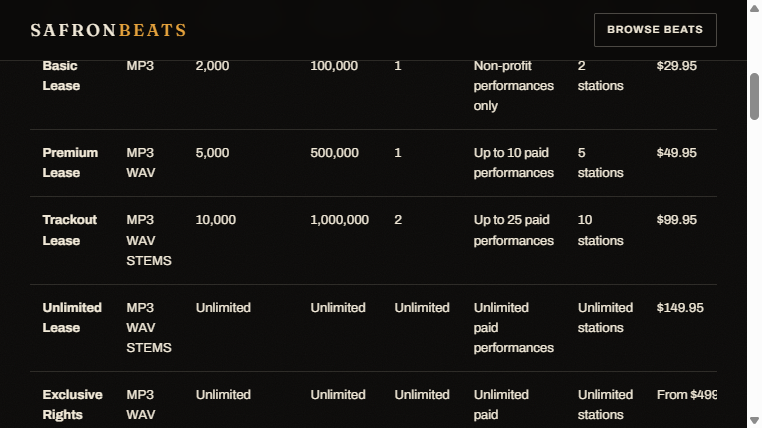 SAFRONBEATS
BROWSE BEATS
Basic Lease MP3 2,000 100,000 1 Non-profit performances only 2 stations $29.95
Premium Lease MP3 WAV 5,000 500,000 1 Up to 10 paid performances 5 stations $49.95
Trackout Lease MP3 WAV STEMS 10,000 1,000,000 2 Up to 25 paid performances 10 stations $99.95
Unlimited Lease MP3 WAV STEMS Unlimited Unlimited Unlimited Unlimited paid performances Unlimited stations $149.95
Exclusive Rights MP3 WAV Unlimited Unlimited Unlimited Unlimited paid Unlimited stations From $499